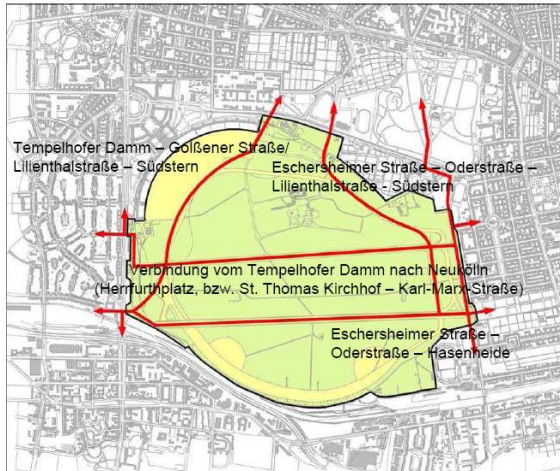 Tempelhofer Damm – Golßener Straße/
Lilienthalstraße – Südstern
Eschersheimer Straße – Oderstraße –
Lilienthalstraße - Südstern
Verbindung vom Tempelhofer Damm nach Neukölln
(Herrfurthplatz, bzw. St. Thomas Kirchhof – Karl-Marx-Straße)
Eschersheimer Straße –
Oderstraße – Hasenheide